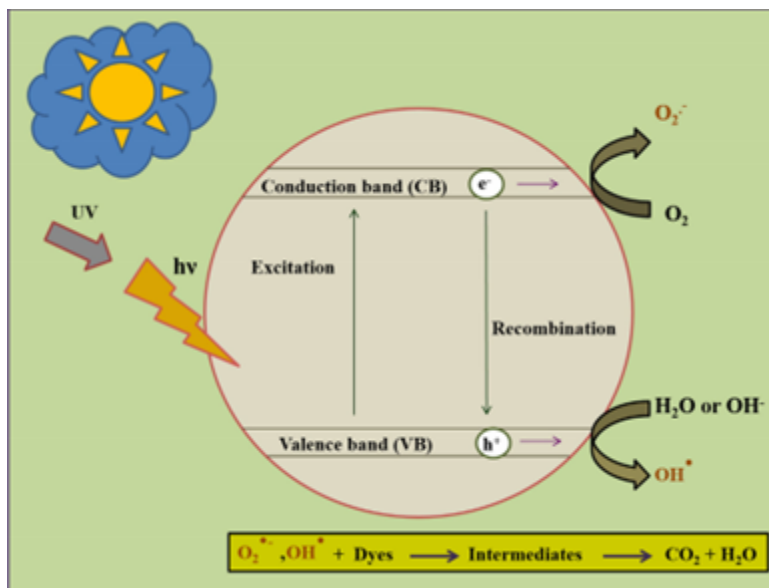 O₂·⁻
Conduction band (CB)
e⁻
O₂
UV
hν
Excitation
Recombination
H₂O or OH⁻
Valence band (VB)
h⁺
OH•
O₂•⁻ ,OH• + Dyes → Intermediates → CO₂ + H₂O